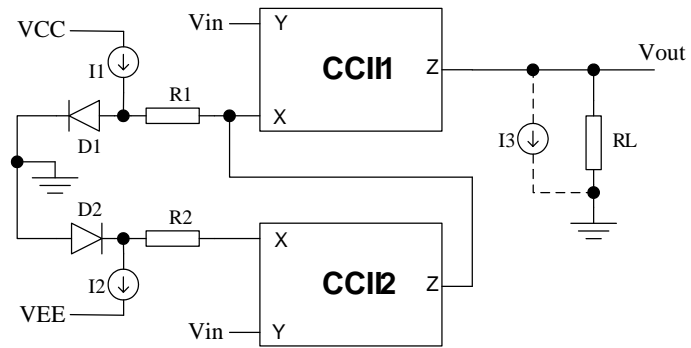 VCC
Vin
Y
CCII1
Z
Vout
I1
R1
X
D1
I3
RL
D2
R2
X
CCII2
Z
I2
VEE
Vin
Y